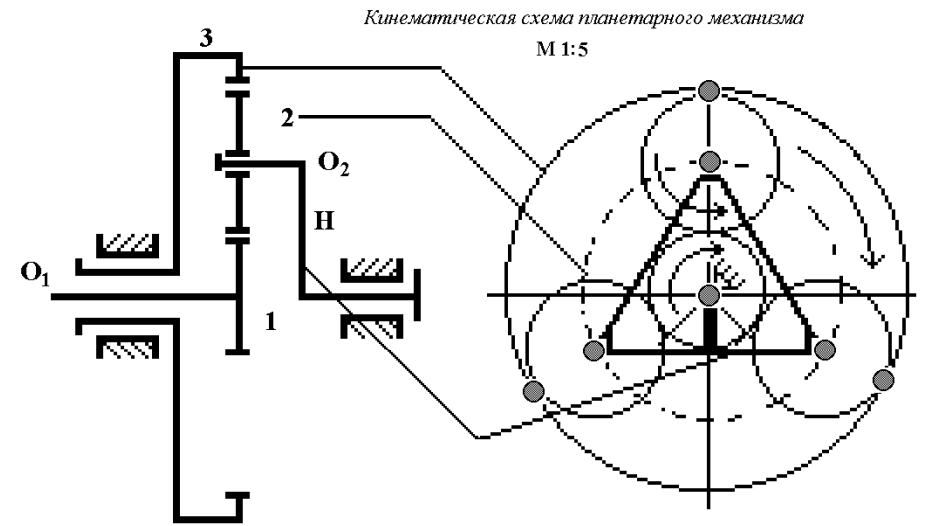 Кинематическая схема планетарного механизма
М 1:5
3
2
O2
H
O1
1